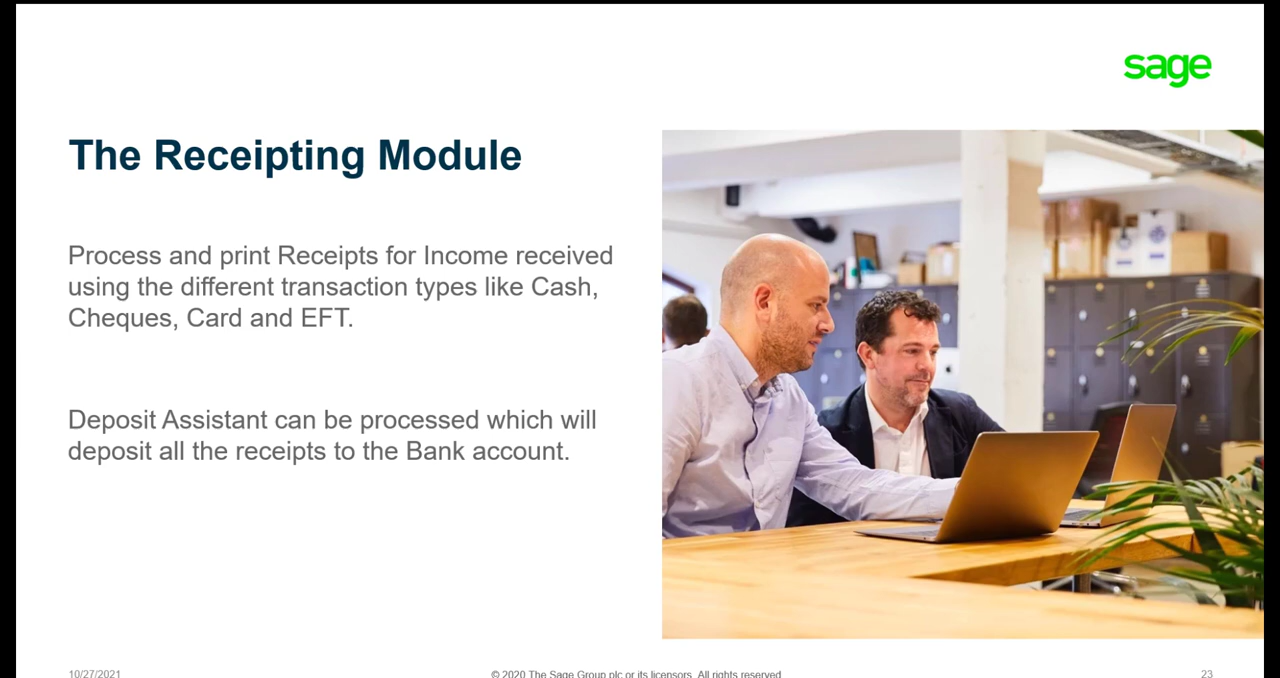 sage
The Receipting Module
Process and print Receipts for Income received
using the different transaction types like Cash,
Cheques, Card and EFT.
Deposit Assistant can be processed which will
deposit all the receipts to the Bank account.
10/27/2021
© 2020 The Sage Group plc or its licensors. All rights reserved
23